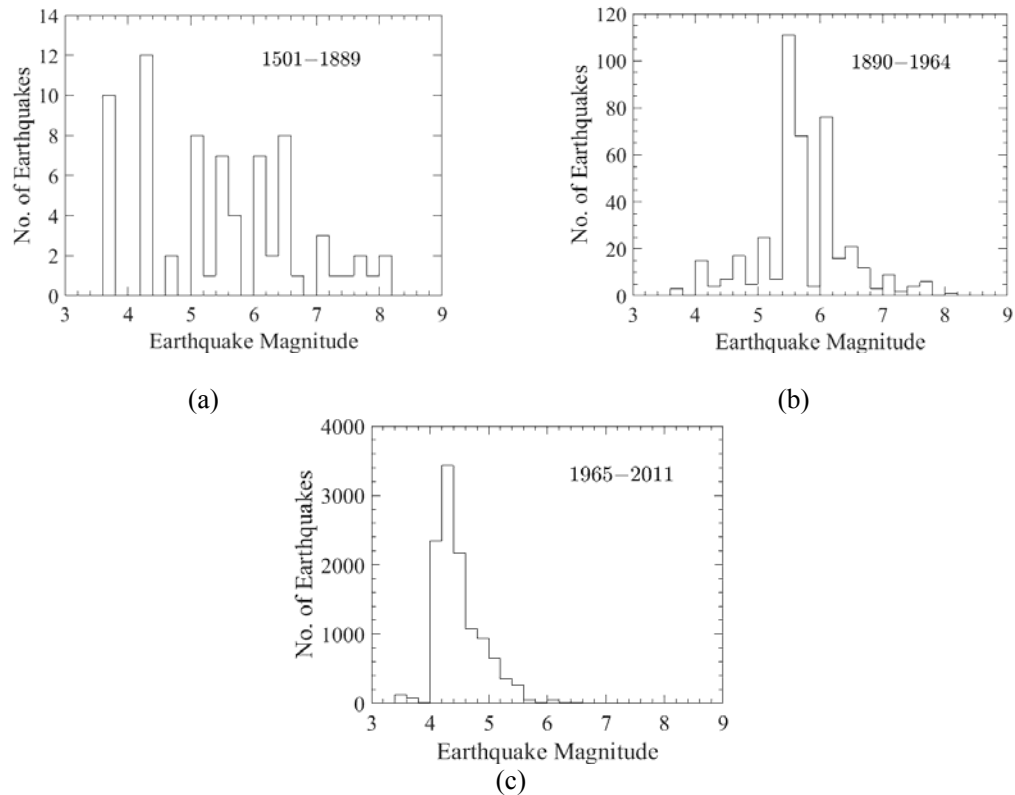 14
12
10
8
6
4
2
0
No. of Earthquakes
1501−1889
3 4 5 6 7 8 9
Earthquake Magnitude
(a)
120
100
80
60
40
20
0
No. of Earthquakes
1890−1964
3 4 5 6 7 8 9
Earthquake Magnitude
(b)
4000
3000
2000
1000
0
No. of Earthquakes
1965−2011
3 4 5 6 7 8 9
Earthquake Magnitude
(c)